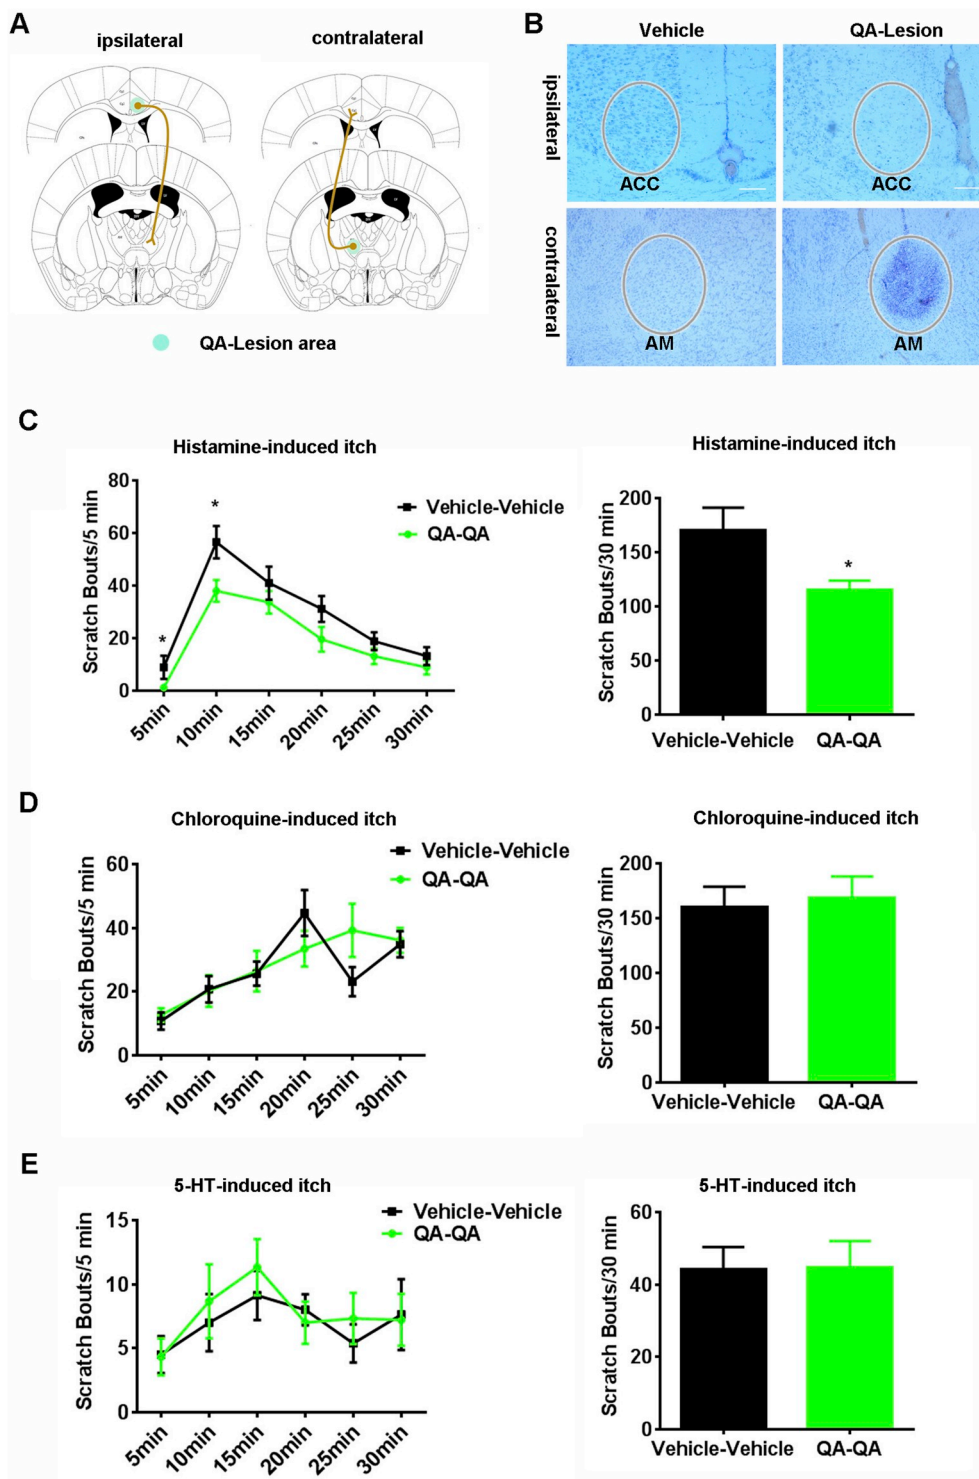 A
ipsilateral
contralateral
QA-Lesion area
B
Vehicle
QA-Lesion
ipsilateral
ACC
ACC
contralateral
AM
AM
C
Histamine-induced itch
Scratch Bouts/5 min
80
60
40
20
0
*
*
Vehicle-Vehicle
QA-QA
5min
10min
15min
20min
25min
30min
Histamine-induced itch
Scratch Bouts/30 min
200
150
100
50
0
*
Vehicle-Vehicle
QA-QA
D
Chloroquine-induced itch
Scratch Bouts/5 min
60
40
20
0
Vehicle-Vehicle
QA-QA
5min
10min
15min
20min
25min
30min
Chloroquine-induced itch
Scratch Bouts/30 min
200
150
100
50
0
Vehicle-Vehicle
QA-QA
E
5-HT-induced itch
Scratch Bouts/5 min
15
10
5
0
Vehicle-Vehicle
QA-QA
5min
10min
15min
20min
25min
30min
5-HT-induced itch
Scratch Bouts/30 min
60
40
20
0
Vehicle-Vehicle
QA-QA